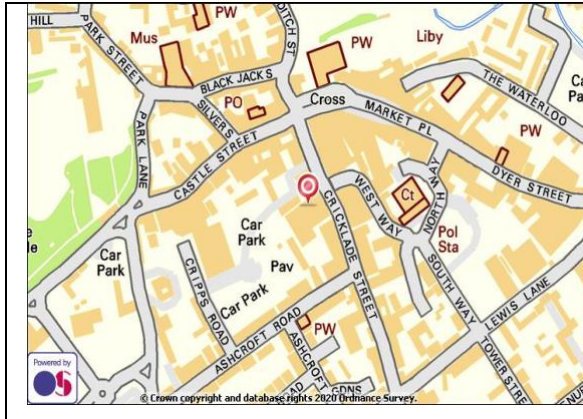 HILL
PARK STREET
Mus
PW
DITCH ST
PW
Liby
BLACK JACKS
THE WATERLOO
Ca
P
PO
SILVER S
Cross
MARKET PL
PARK LANE
CASTLE STREET
PW
DYER STREET
WEST WAY
Ct
NORTH WAY
CRICKLADE STREET
Pol
Sta
Car
Park
Car
Park
Pav
CRIPPS ROAD
Car Park
SOUTH WAY
LEWIS LANE
ASHCROFT ROAD
PW
ASHCROFT
GDNS
TOWER STRE
Powered by
OS
© Crown copyright and database rights 2020 Ordnance Survey.